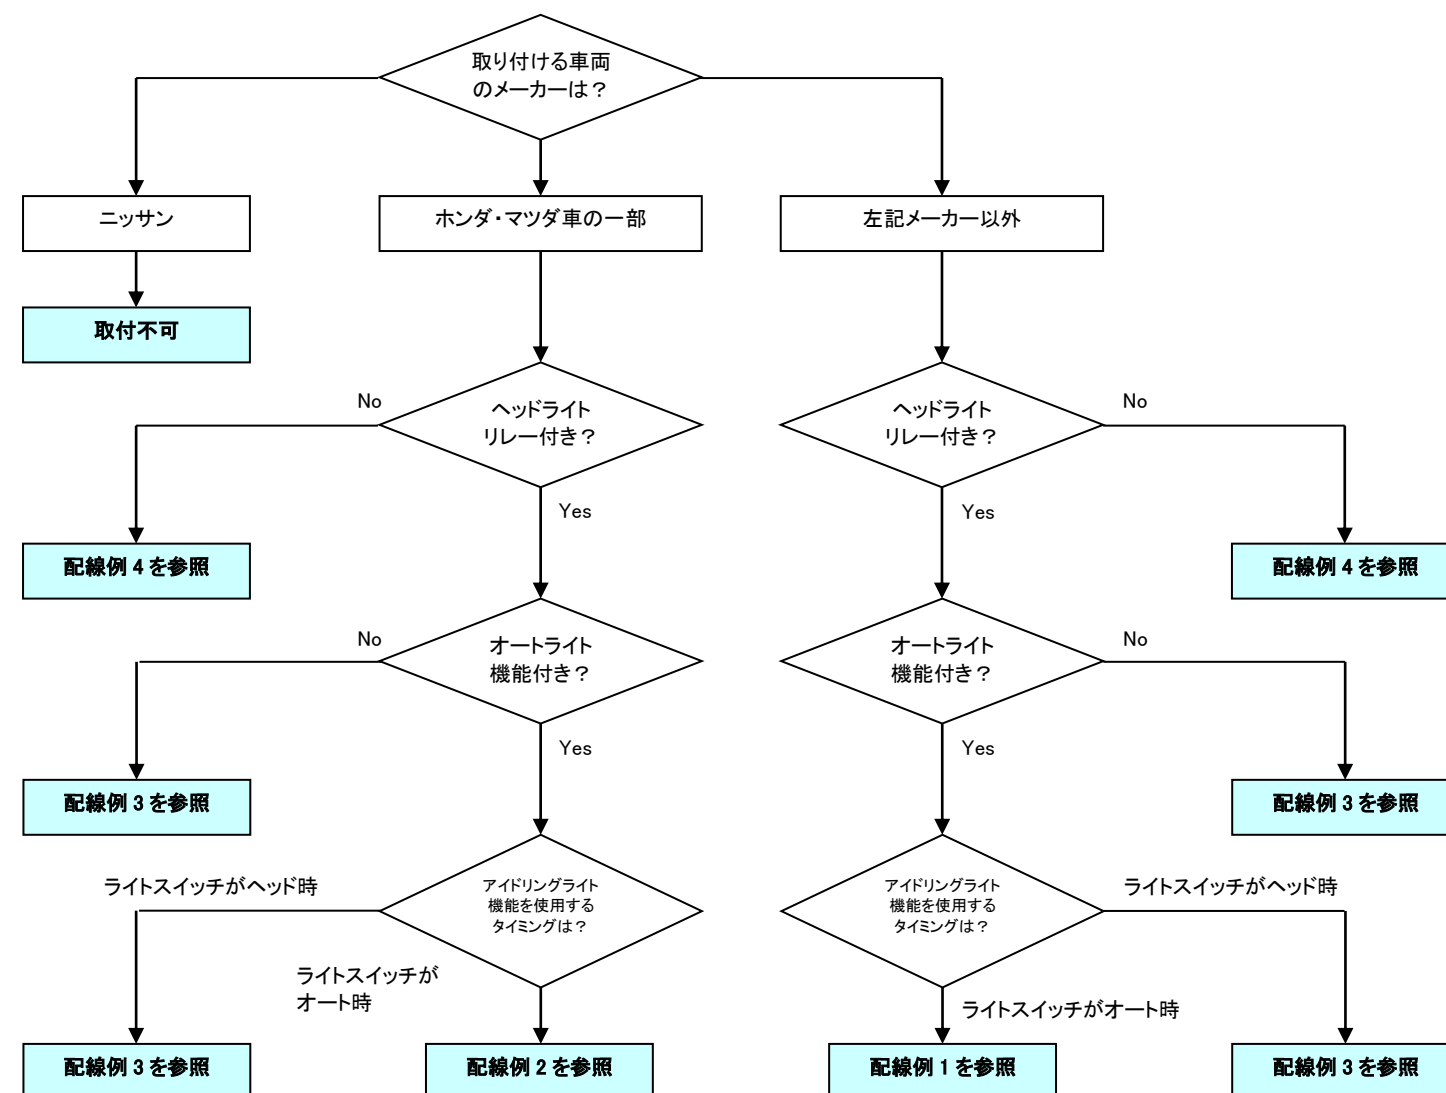 取り付ける車両
のメーカーは？
ニッサン
ホンダ・マツダ車の一部
左記メーカー以外
取付不可
No
ヘッドライト
リレー付き？
ヘッドライト
リレー付き？
No
Yes
Yes
配線例 4 を参照
配線例 4 を参照
No
オートライト
機能付き？
オートライト
機能付き？
No
Yes
Yes
配線例 3 を参照
配線例 3 を参照
ライトスイッチがヘッド時
アイドリングライト
機能を使用する
タイミングは？
アイドリングライト
機能を使用する
タイミングは？
ライトスイッチがヘッド時
ライトスイッチが
オート時
ライトスイッチがオート時
配線例 3 を参照
配線例 2 を参照
配線例 1 を参照
配線例 3 を参照